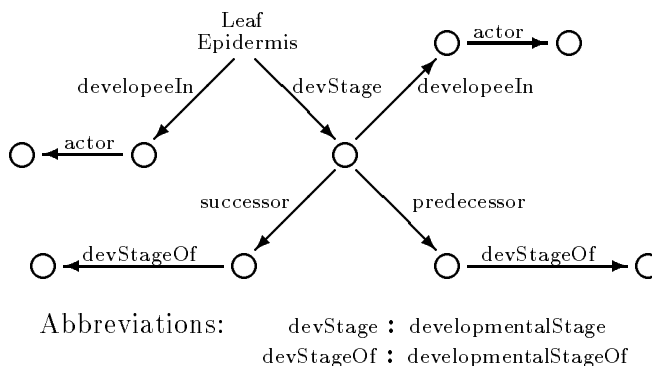 Leaf
Epidermis
actor
developeeIn
devStage
developeeIn
actor
successor
predecessor
devStageOf
devStageOf
Abbreviations:
devStage : developmentalStage
devStageOf : developmentalStageOf